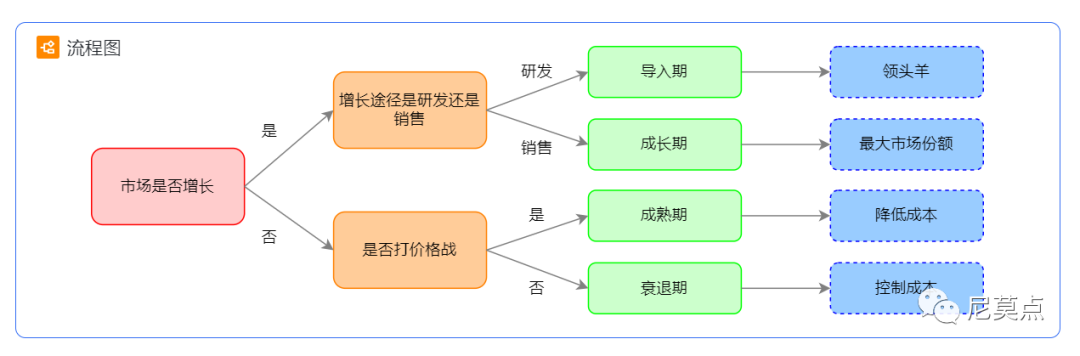 流程图
市场是否增长
是
否
增长途径是研发还是
销售
是否打价格战
研发
销售
是
否
导入期
成长期
成熟期
衰退期
领头羊
最大市场份额
降低成本
控制成本
尼莫点